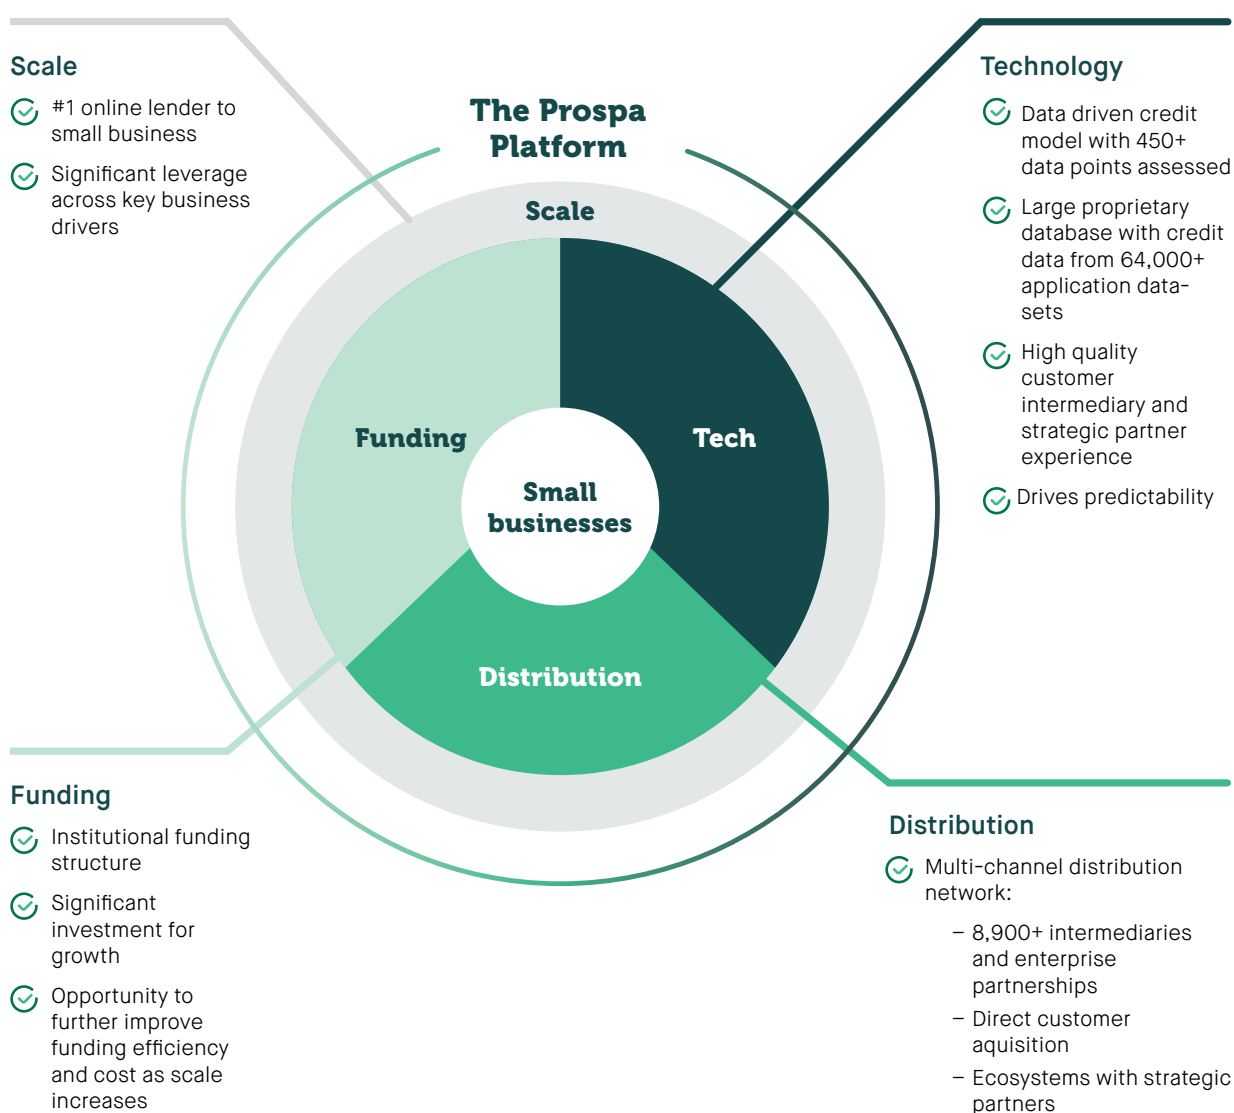 Scale
#1 online lender to
small business
Significant leverage
across key business
drivers
The Prospa
Platform
Scale
Funding
Tech
Small
businesses
Distribution
Technology
Data driven credit
model with 450+
data points assessed
Large proprietary
database with credit
data from 64,000+
application data-
sets
High quality
customer
intermediary and
strategic partner
experience
Drives predictability
Funding
Institutional funding
structure
Significant
investment for
growth
Opportunity to
further improve
funding efficiency
and cost as scale
increases
Distribution
Multi-channel distribution
network:
– 8,900+ intermediaries
and enterprise
partnerships
– Direct customer
aquisition
– Ecosystems with strategic
partners